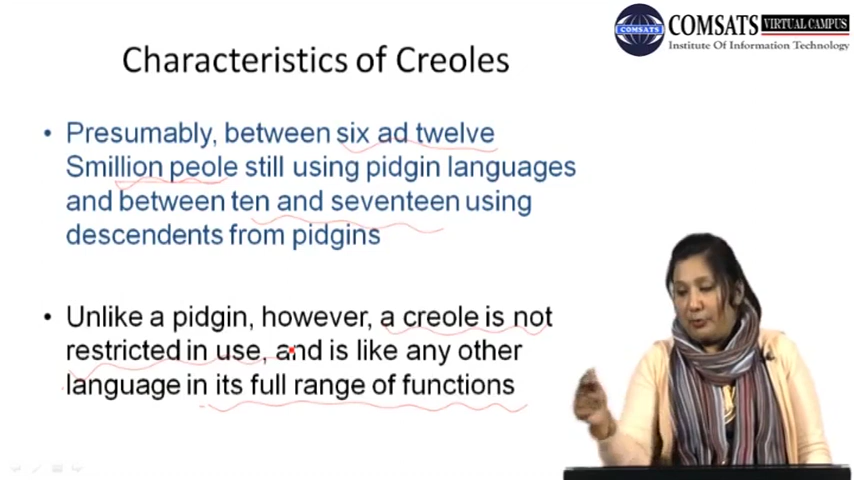 COMSATS VIRTUAL CAMPUS
COMSATS
Institute Of Information Technology
Characteristics of Creoles
• Presumably, between six ad twelve
Smillion peole still using pidgin languages
and between ten and seventeen using
descendents from pidgins
• Unlike a pidgin, however, a creole is not
restricted in use, and is like any other
language in its full range of functions